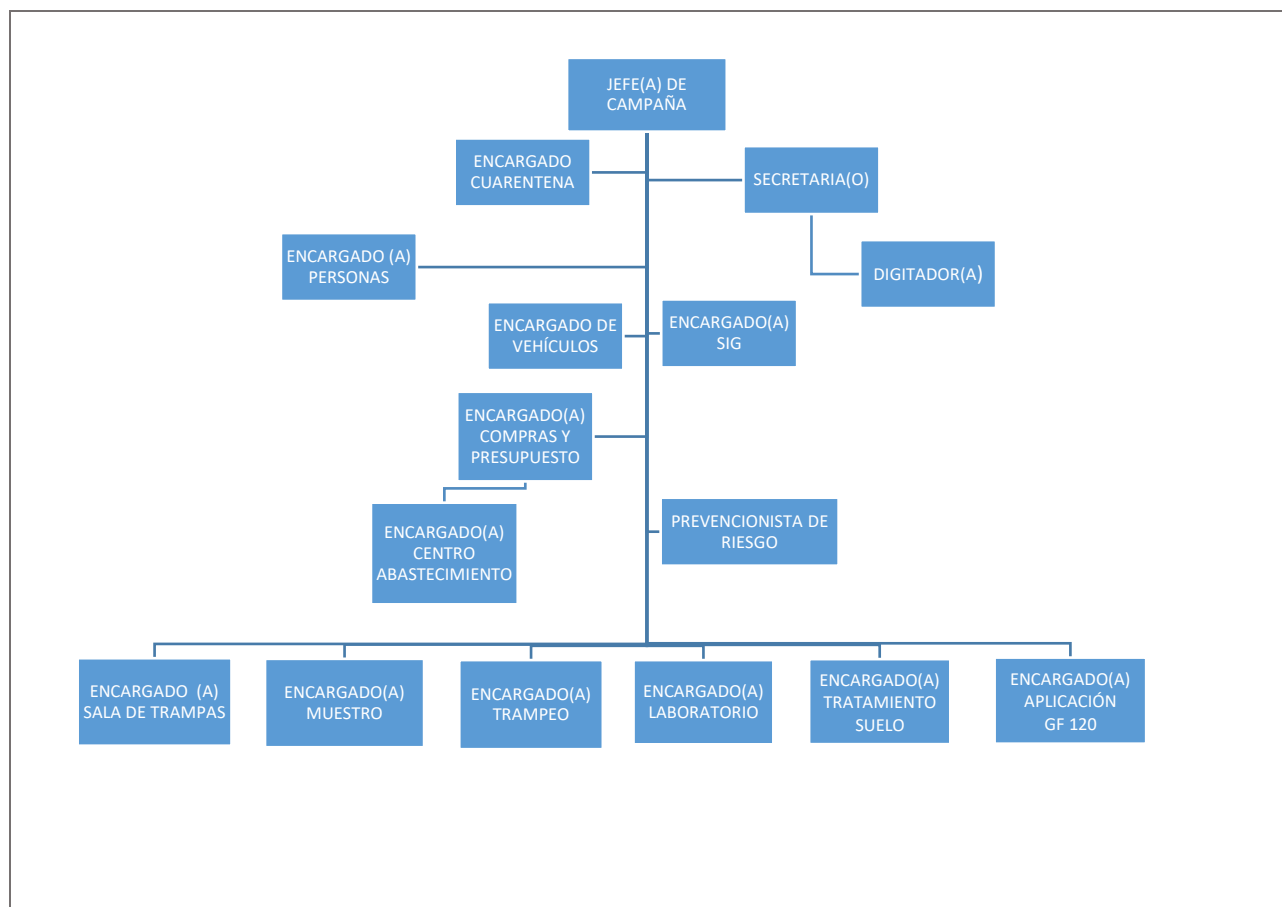 JEFE(A) DE
CAMPAÑA
ENCARGADO
CUARENTENA
SECRETARIA(O)
ENCARGADO (A)
PERSONAS
DIGITADOR(A)
ENCARGADO DE
VEHÍCULOS
ENCARGADO(A)
SIG
ENCARGADO(A)
COMPRAS Y
PRESUPUESTO
ENCARGADO(A)
CENTRO
ABASTECIMIENTO
PREVENCIONISTA DE
RIESGO
ENCARGADO (A)
SALA DE TRAMPAS
ENCARGADO(A)
MUESTRO
ENCARGADO(A)
TRAMPEO
ENCARGADO(A)
LABORATORIO
ENCARGADO(A)
TRATAMIENTO
SUELO
ENCARGADO(A)
APLICACIÓN
GF 120